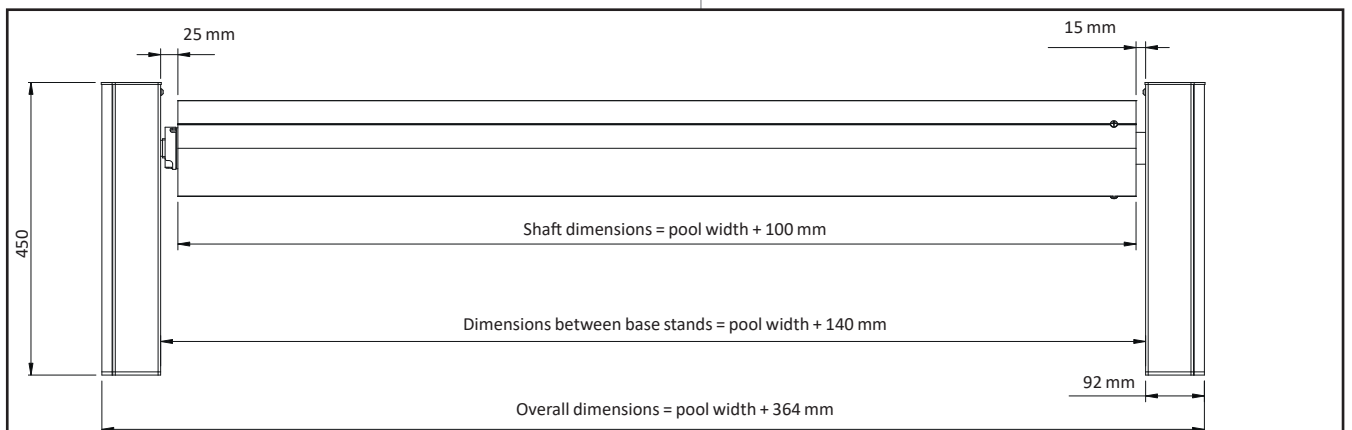 25 mm
15 mm
450
Shaft dimensions = pool width + 100 mm
Dimensions between base stands = pool width + 140 mm
92 mm
Overall dimensions = pool width + 364 mm